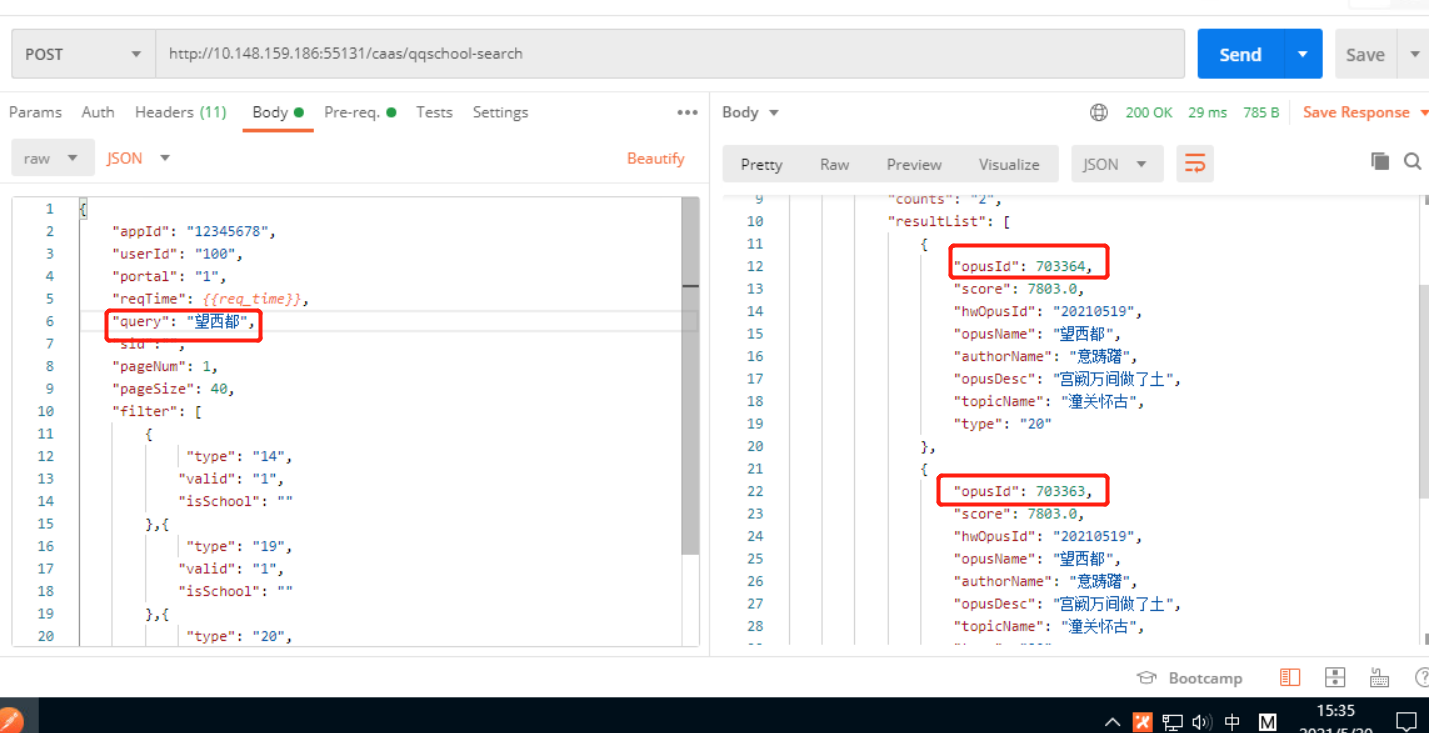 POST http://10.148.159.186:55131/caas/qqschool-search Send Save
Params Auth Headers (11) Body Pre-req. Tests Settings
raw JSON Beautify
1 {
2 "appId": "12345678",
3 "userId": "100",
4 "portal": "1",
5 "reqTime": {{req_time}},
6 "query": "望西都",
7 "sid": "",
8 "pageNum": 1,
9 "pageSize": 40,
10 "filter": [
11 {
12 "type": "14",
13 "valid": "1",
14 "isSchool": ""
15 },{
16 "type": "19",
17 "valid": "1",
18 "isSchool": ""
19 },{
20 "type": "20",
Body 200 OK 29 ms 785 B Save Response
Pretty Raw Preview Visualize JSON
9 "counts": "2",
10 "resultList": [
11 {
12 "opusId": 703364,
13 "score": 7803.0,
14 "hwOpusId": "20210519",
15 "opusName": "望西都",
16 "authorName": "意踌躇",
17 "opusDesc": "宫阙万间做了土",
18 "topicName": "潼关怀古",
19 "type": "20"
20 },
21 {
22 "opusId": 703363,
23 "score": 7803.0,
24 "hwOpusId": "20210519",
25 "opusName": "望西都",
26 "authorName": "意踌躇",
27 "opusDesc": "宫阙万间做了土",
28 "topicName": "潼关怀古",
Bootcamp
中 M 15:35
2021/5/20